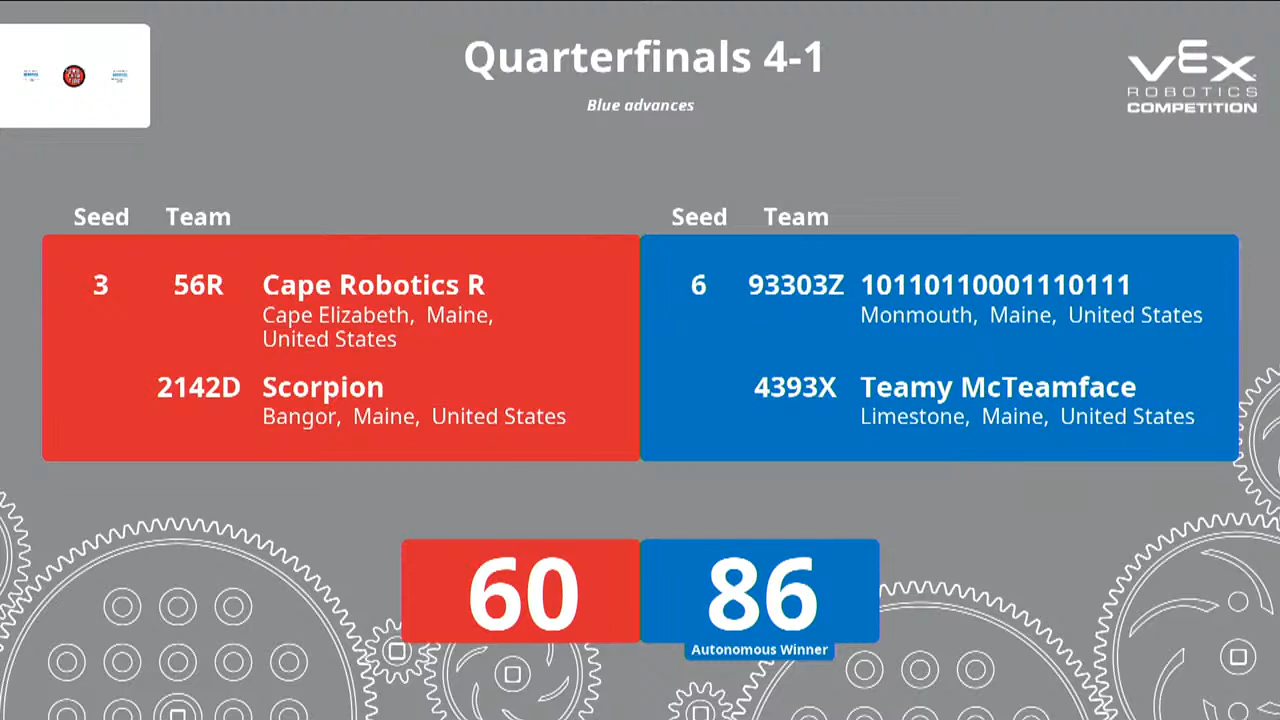 Quarterfinals 4-1
Blue advances
VEX
ROBOTICS
COMPETITION
Seed Team
Seed Team
3 56R Cape Robotics R
Cape Elizabeth, Maine,
United States
2142D Scorpion
Bangor, Maine, United States
6 93303Z 10110110001110111
Monmouth, Maine, United States
4393X Teamy McTeamface
Limestone, Maine, United States
60
86
Autonomous Winner